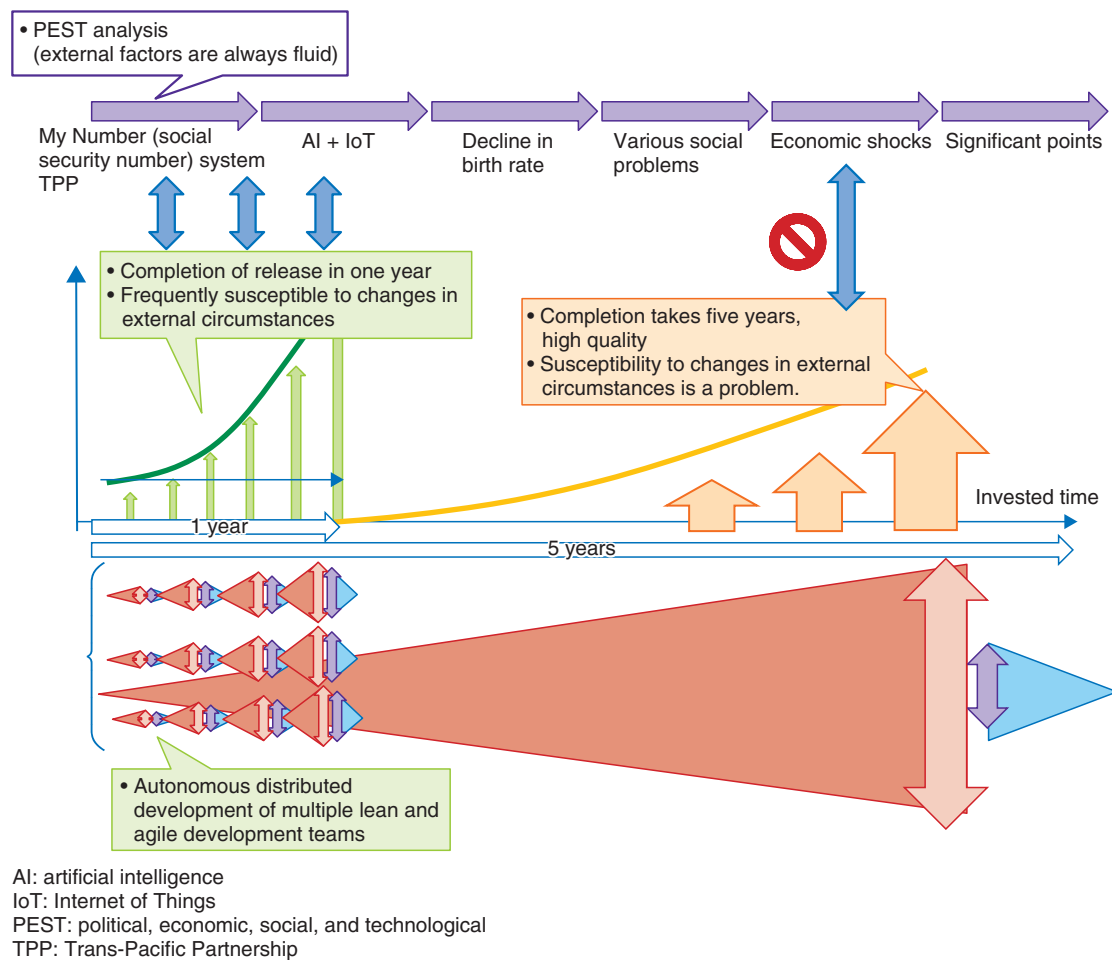 • PEST analysis
(external factors are always fluid)
My Number (social
security number) system
TPP
AI + IoT
Decline in
birth rate
Various social
problems
Economic shocks
Significant points
• Completion of release in one year
• Frequently susceptible to changes in
external circumstances
• Completion takes five years,
high quality
• Susceptibility to changes in external
circumstances is a problem.
Invested time
1 year
5 years
• Autonomous distributed
development of multiple lean and
agile development teams
AI: artificial intelligence
IoT: Internet of Things
PEST: political, economic, social, and technological
TPP: Trans-Pacific Partnership